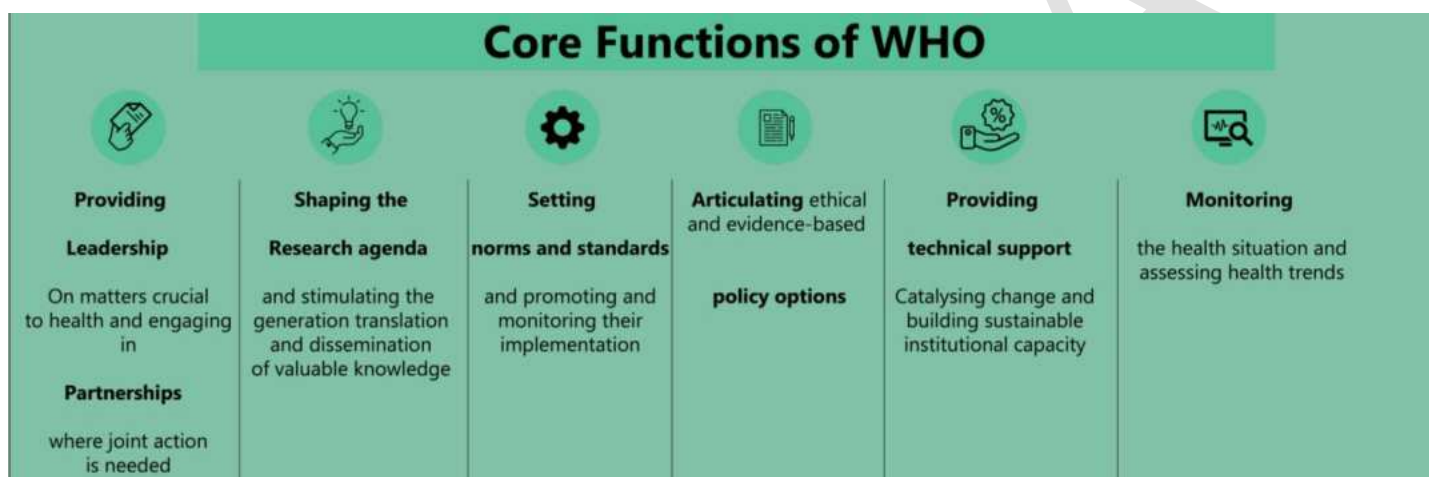 Core Functions of WHO
Providing
Leadership
On matters crucial
to health and engaging
in
Partnerships
where joint action
is needed
Shaping the
Research agenda
and stimulating the
generation translation
and dissemination
of valuable knowledge
Setting
norms and standards
and promoting and
monitoring their
implementation
Articulating ethical
and evidence-based
policy options
Providing
technical support
Catalysing change and
building sustainable
institutional capacity
Monitoring
the health situation and
assessing health trends